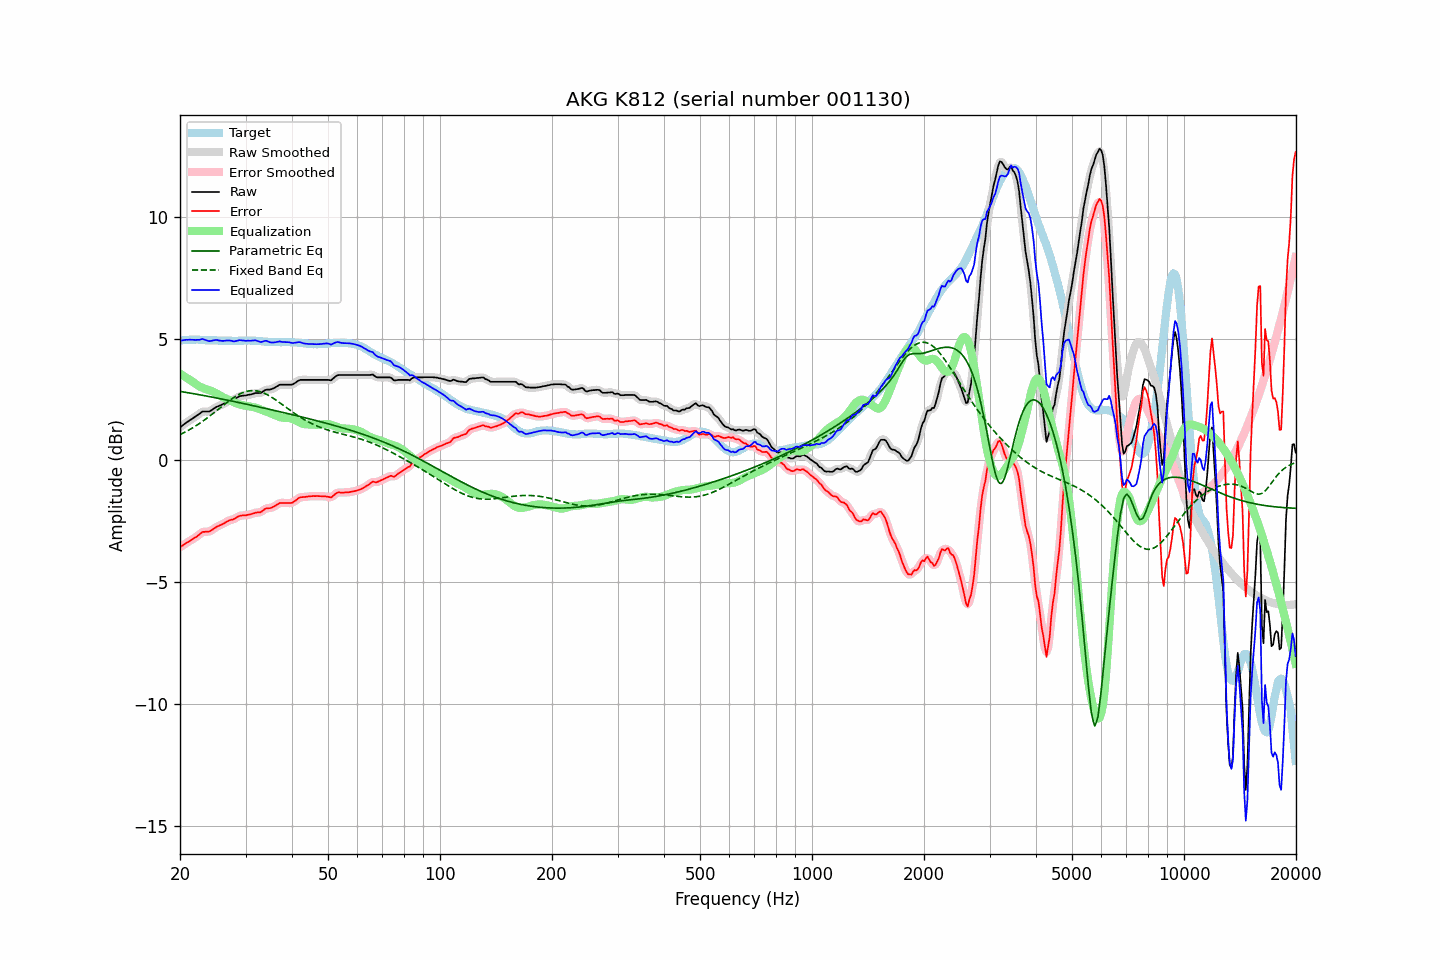 AKG K812 (serial number 001130)
Target
Raw Smoothed
Error Smoothed
Raw
Error
Equalization
Parametric Eq
Fixed Band Eq
Equalized
Amplitude (dBr)
10
5
0
−5
−10
−15
20
50
100
200
500
1000
2000
5000
10000
20000
Frequency (Hz)